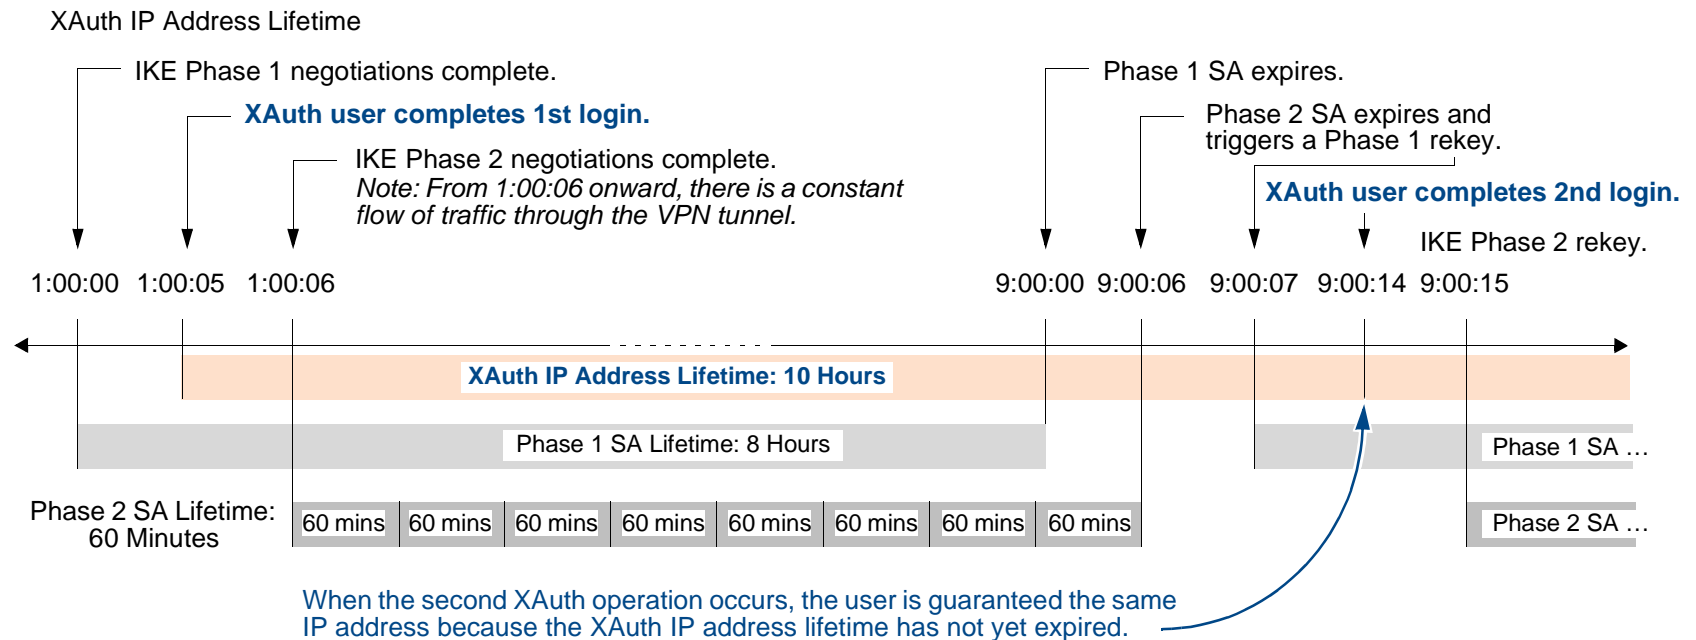 XAuth IP Address Lifetime
IKE Phase 1 negotiations complete.
XAuth user completes 1st login.
IKE Phase 2 negotiations complete.
Note: From 1:00:06 onward, there is a constant
flow of traffic through the VPN tunnel.
Phase 1 SA expires.
Phase 2 SA expires and
triggers a Phase 1 rekey.
XAuth user completes 2nd login.
IKE Phase 2 rekey.
1:00:00 1:00:05 1:00:06 9:00:00 9:00:06 9:00:07 9:00:14 9:00:15
XAuth IP Address Lifetime: 10 Hours
Phase 1 SA Lifetime: 8 Hours
Phase 1 SA …
Phase 2 SA Lifetime:
60 Minutes
60 mins 60 mins 60 mins 60 mins 60 mins 60 mins 60 mins 60 mins
Phase 2 SA …
When the second XAuth operation occurs, the user is guaranteed the same
IP address because the XAuth IP address lifetime has not yet expired.